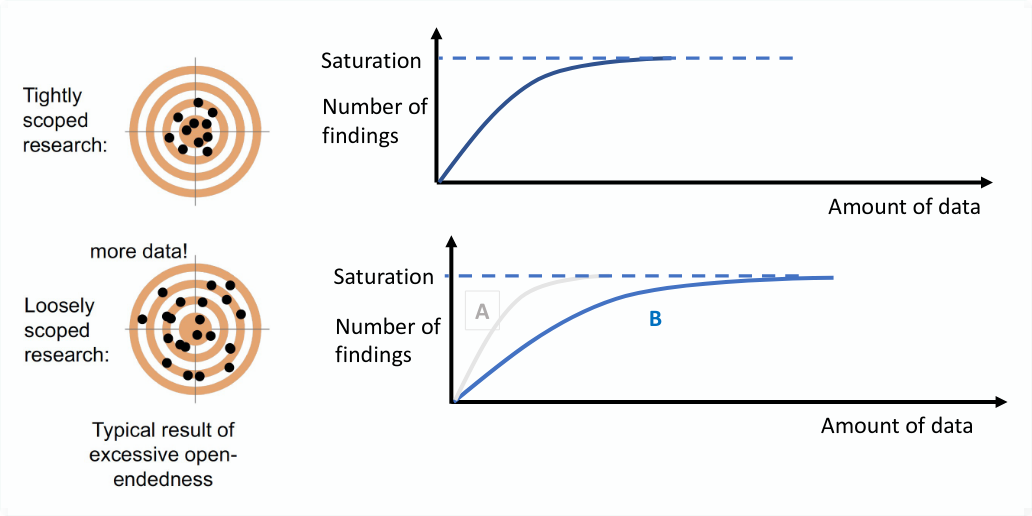 Tightly
scoped
research:
Saturation
Number of
findings
Amount of data
more data!
Loosely
scoped
research:
Typical result of
excessive open-
endedness
Saturation
A
B
Number of
findings
Amount of data